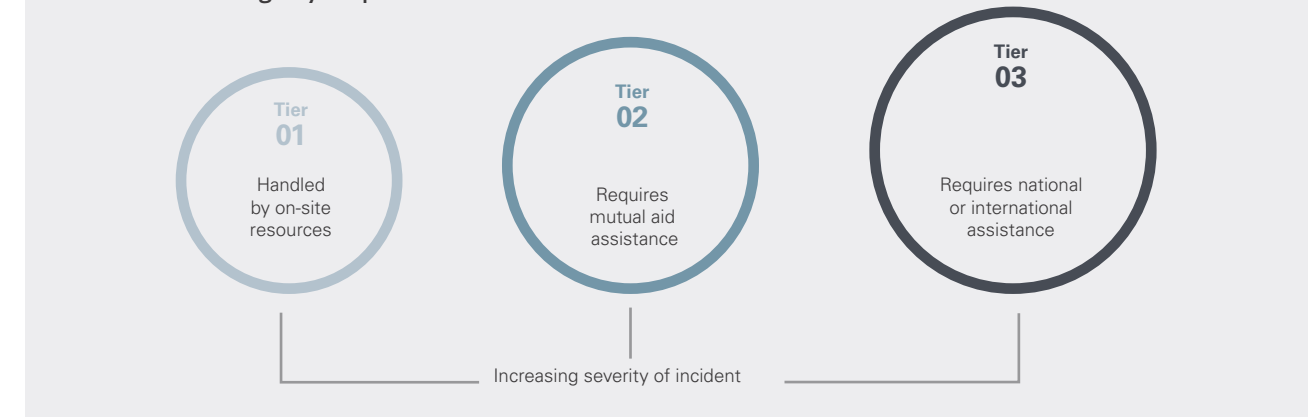 Tier
01
Handled
by on-site
resources
Tier
02
Requires
mutual aid
assistance
Tier
03
Requires national
or international
assistance
Increasing severity of incident